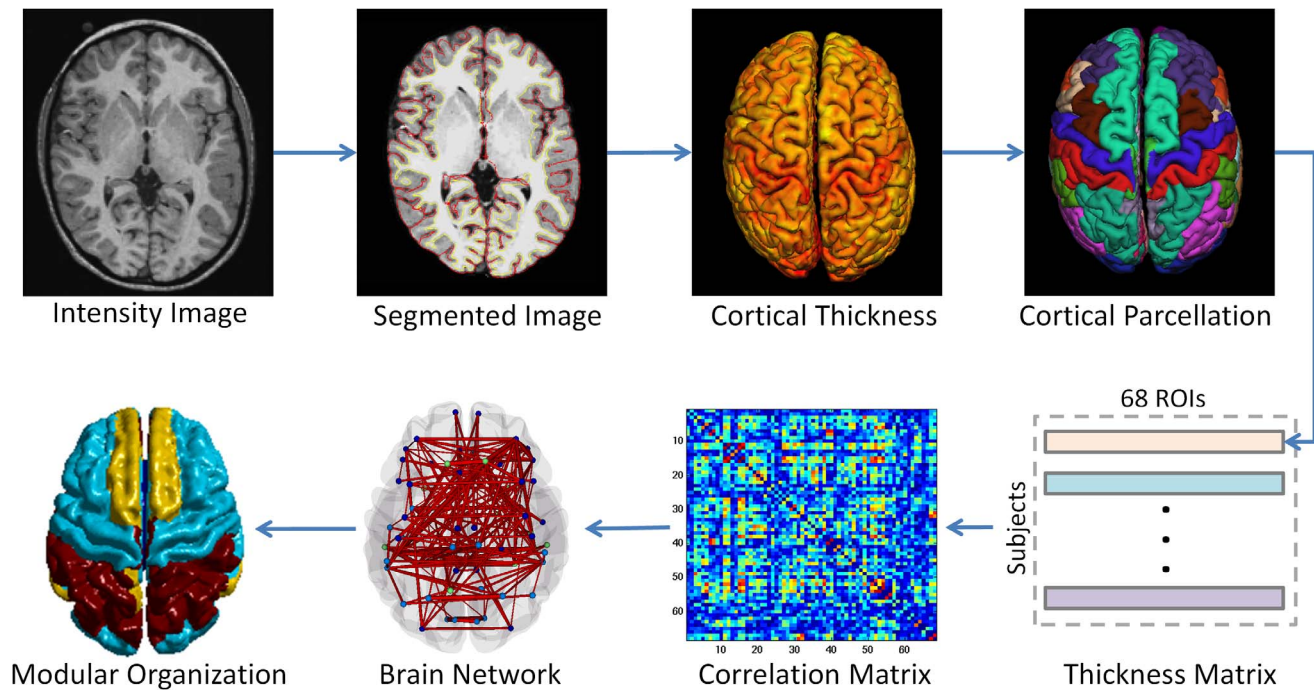 Intensity Image
Segmented Image
Cortical Thickness
Cortical Parcellation
68 ROIs
Subjects
10
20
30
40
50
60
10 20 30 40 50 60
Modular Organization
Brain Network
Correlation Matrix
Thickness Matrix